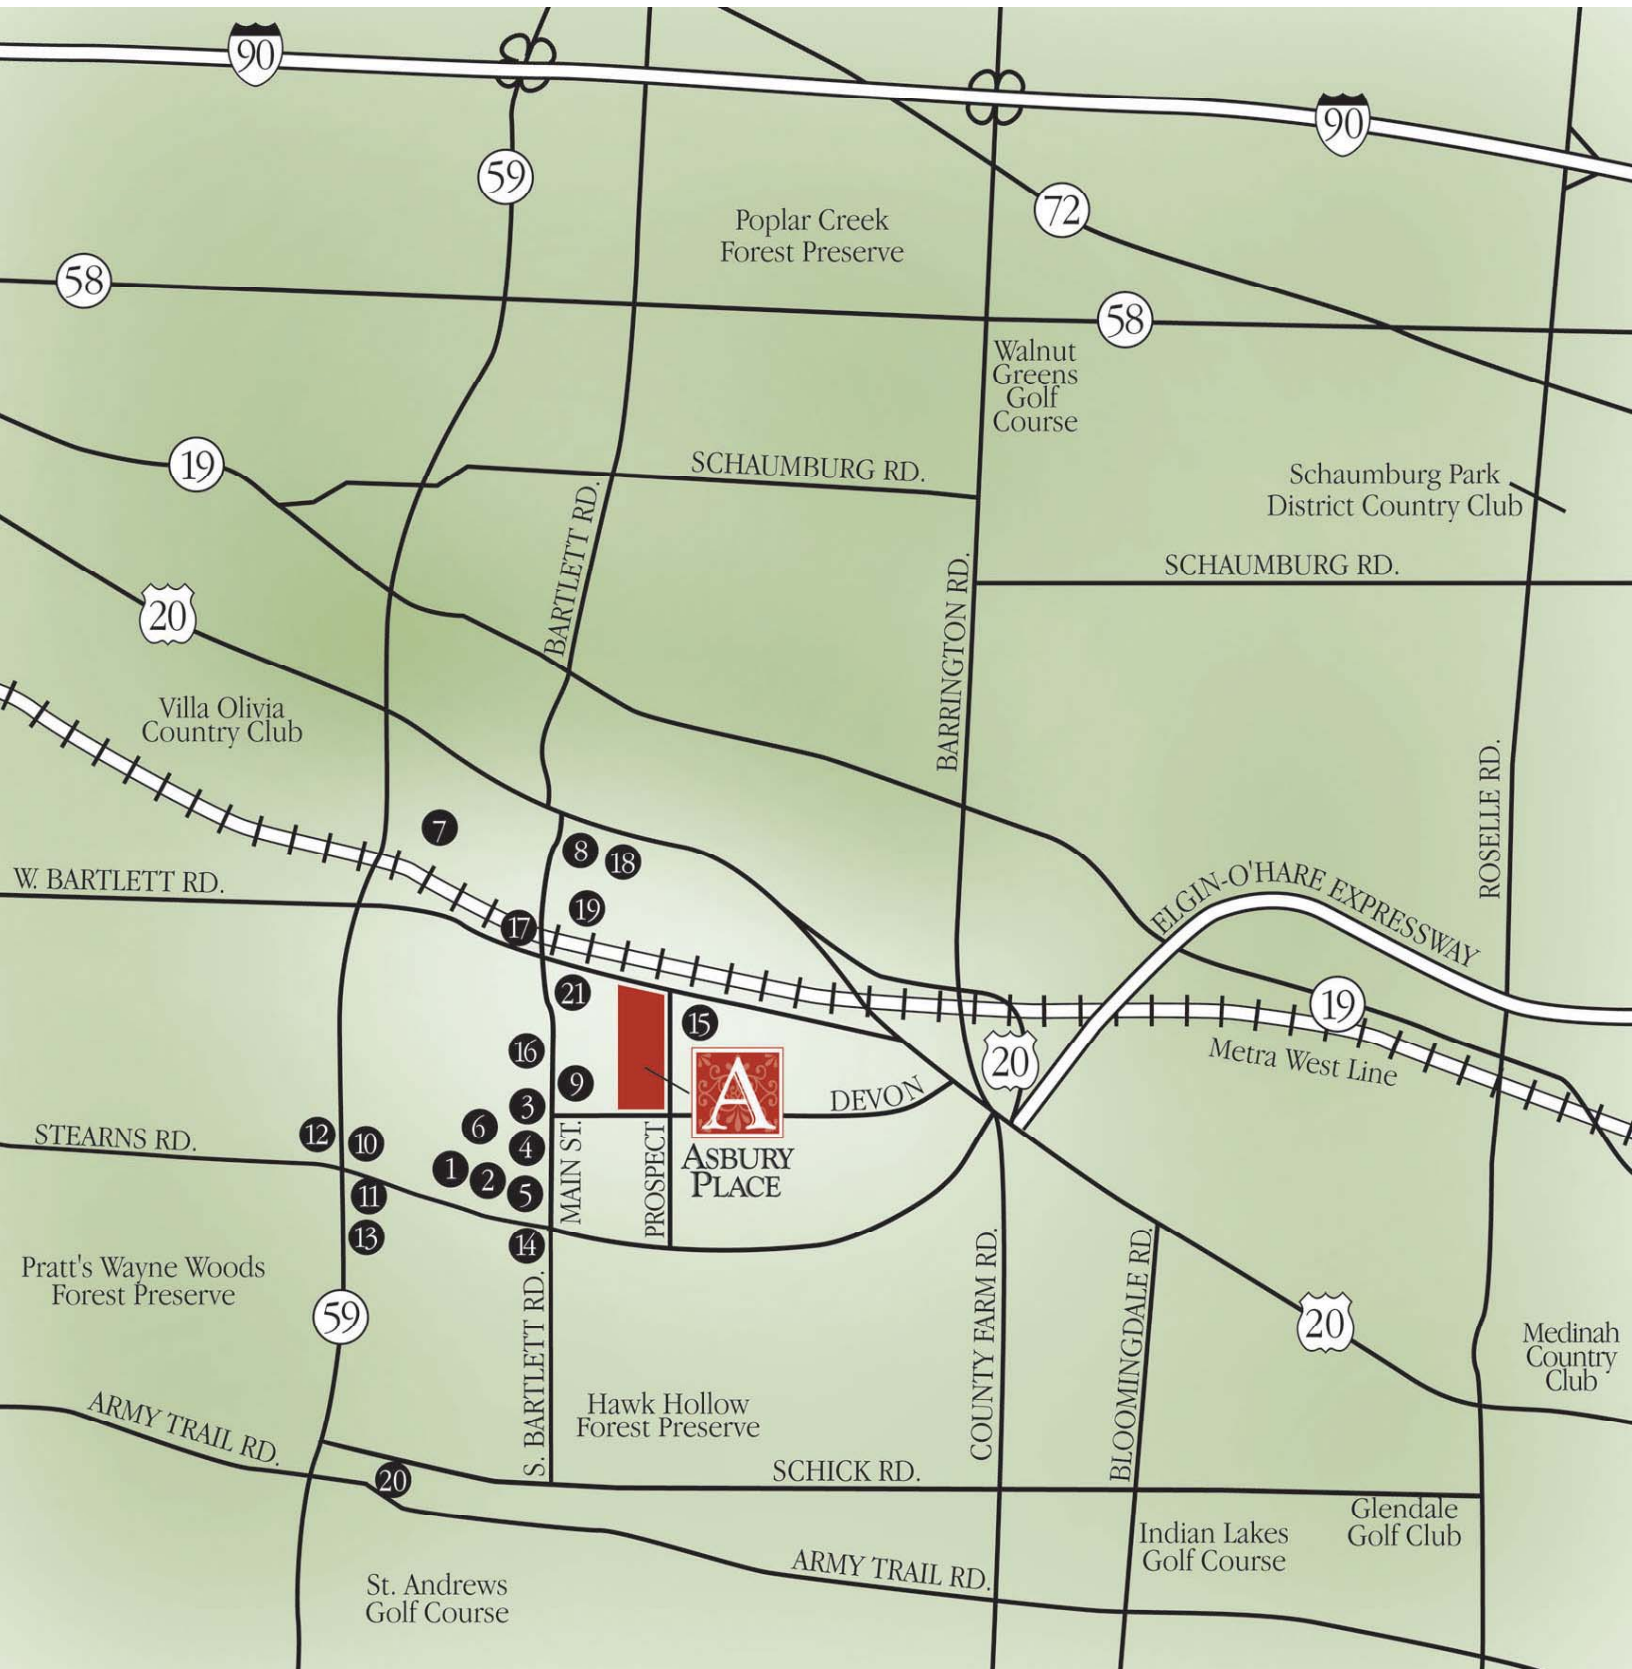 90
90
59
72
Poplar Creek
Forest Preserve
58
58
Walnut
Greens
Golf
Course
19
SCHAUMBURG RD.
Schaumburg Park
District Country Club
BARTLETT RD.
SCHAUMBURG RD.
BARRINGTON RD.
20
Villa Olivia
Country Club
ROSELLE RD.
7
8
18
W. BARTLETT RD.
ELGIN-O'HARE EXPRESSWAY
19
17
21
19
15
16
20
Metra West Line
9
A
DEVON
3
6
12
10
STEARNS RD.
4
1
2
5
11
MAIN ST.
PROSPECT
ASBURY
PLACE
13
14
Pratt's Wayne Woods
Forest Preserve
59
S. BARTLETT RD.
COUNTY FARM RD.
BLOOMINGDALE RD.
20
Medinah
Country
Club
Hawk Hollow
Forest Preserve
ARMY TRAIL RD.
20
SCHICK RD.
Glendale
Golf Club
Indian Lakes
Golf Course
ARMY TRAIL RD.
St. Andrews
Golf Course